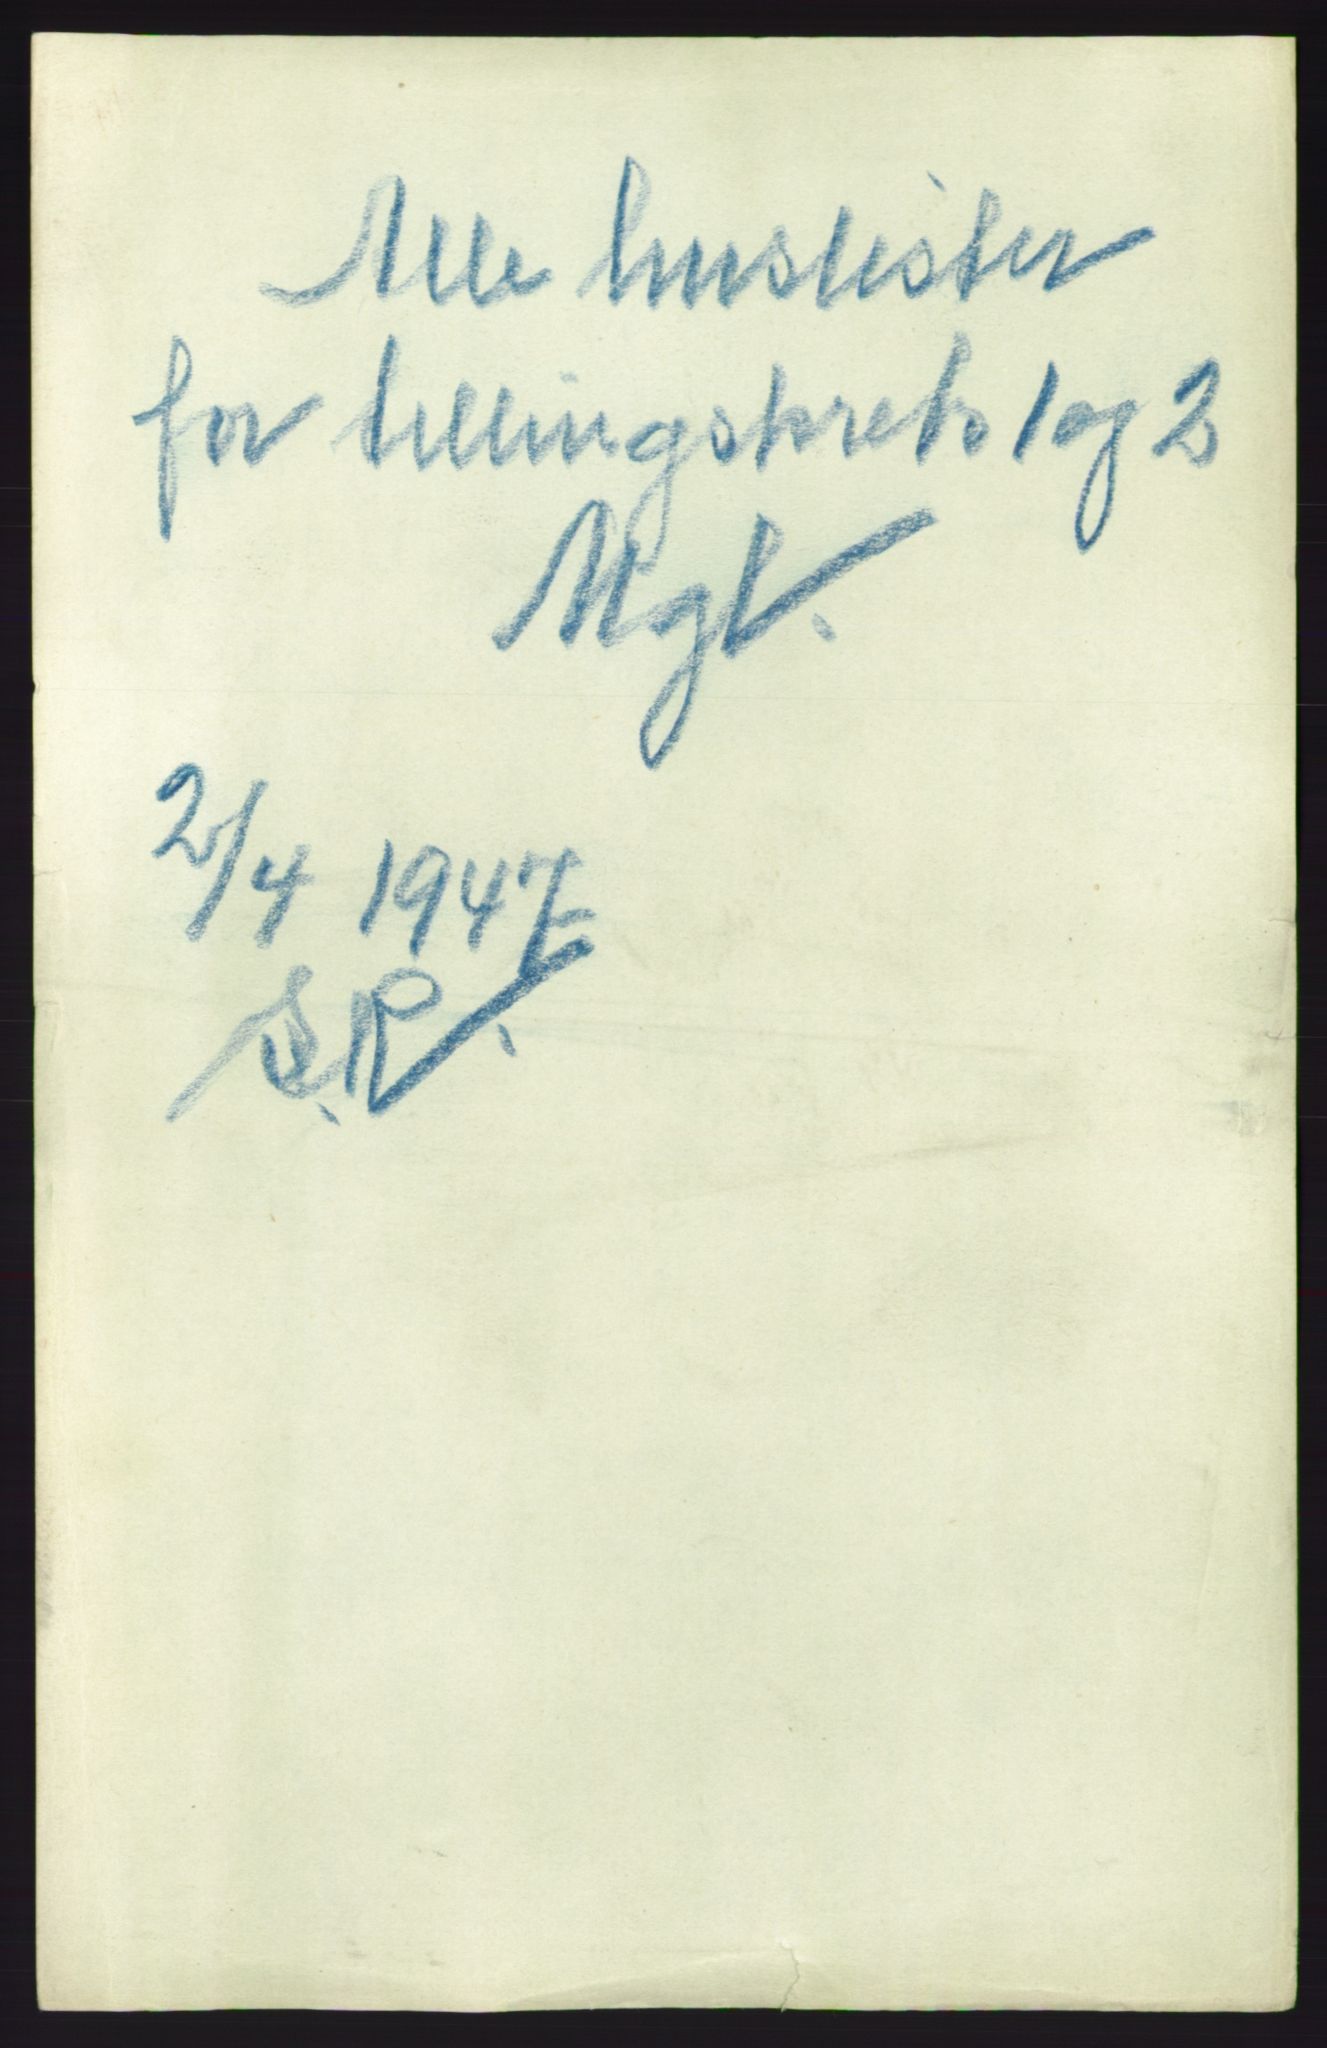 Alle huslister
for tellingskrets 1 og 2
Mgl.
2/4 1947
S.R.